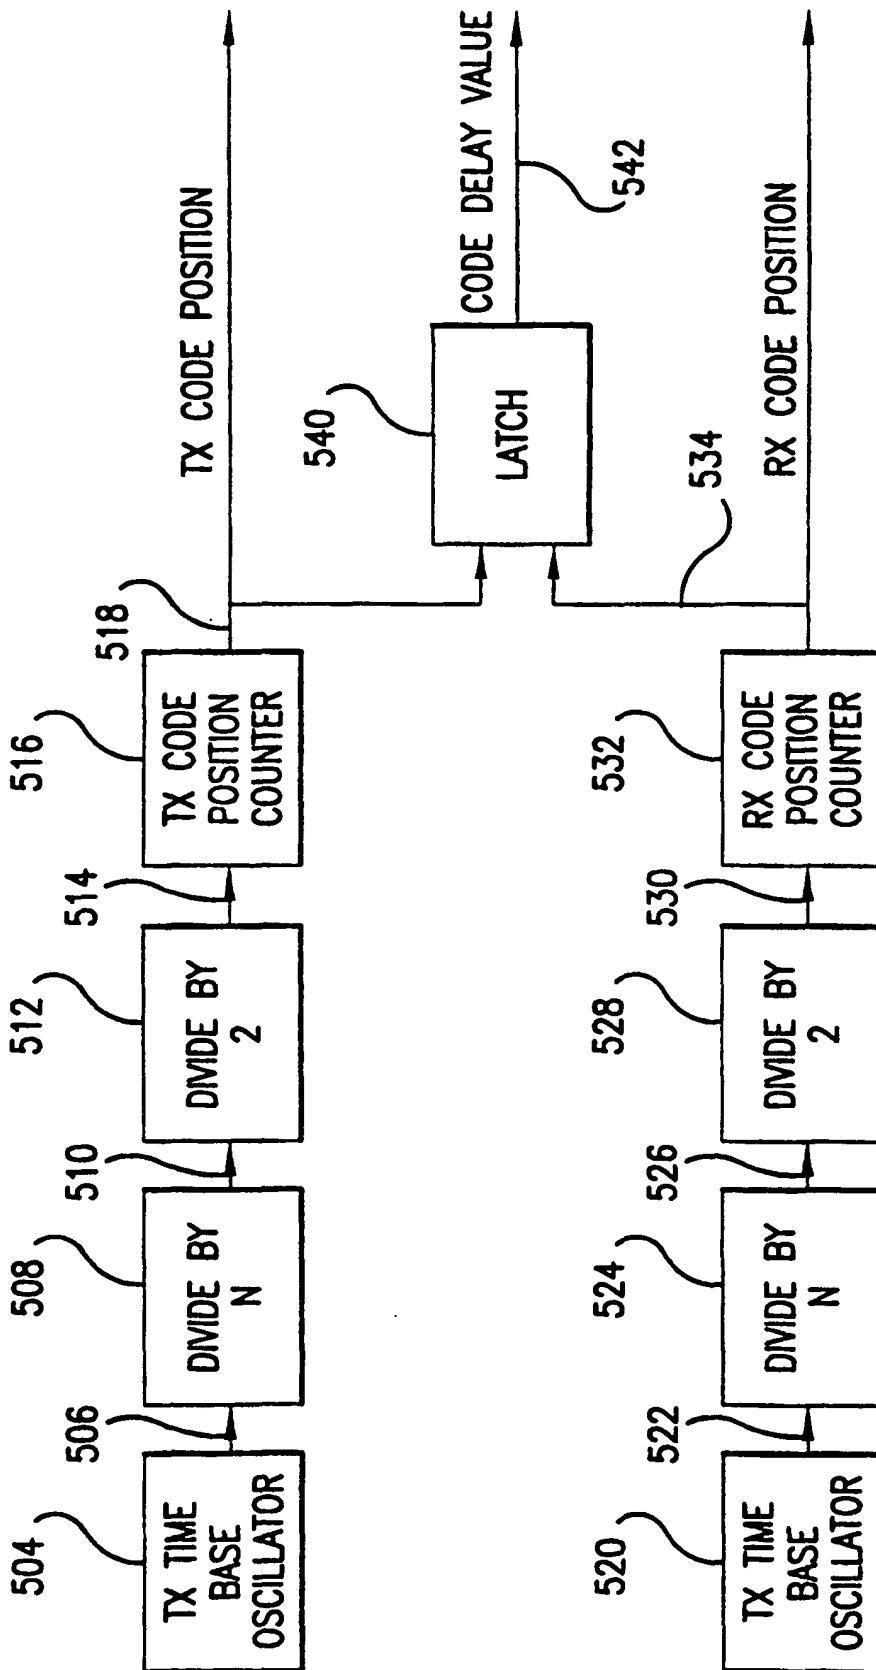 504
TX TIME
BASE
OSCILLATOR
506
508
DIVIDE BY
N
510
512
DIVIDE BY
2
514
516
TX CODE
POSITION
COUNTER
518
TX CODE POSITION
540
LATCH
CODE DELAY VALUE
542
534
520
TX TIME
BASE
OSCILLATOR
522
524
DIVIDE BY
N
526
528
DIVIDE BY
2
530
532
RX CODE
POSITION
COUNTER
RX CODE POSITION